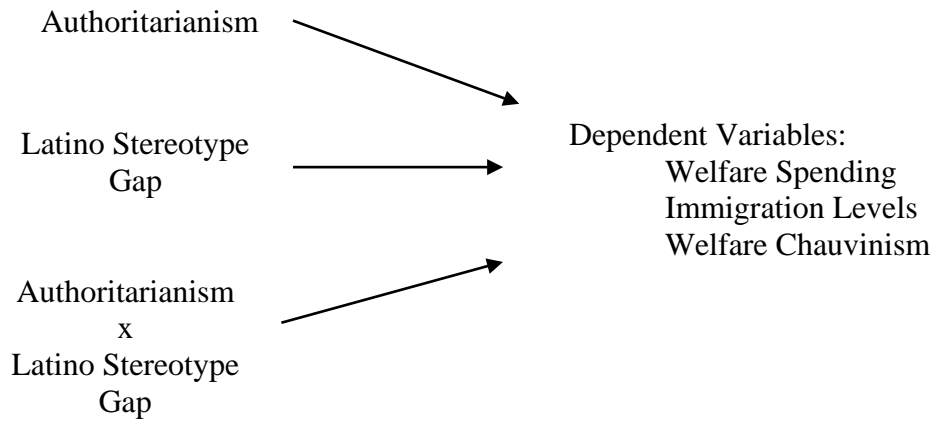 Authoritarianism
Latino Stereotype
Gap
Authoritarianism
x
Latino Stereotype
Gap
Dependent Variables:
Welfare Spending
Immigration Levels
Welfare Chauvinism